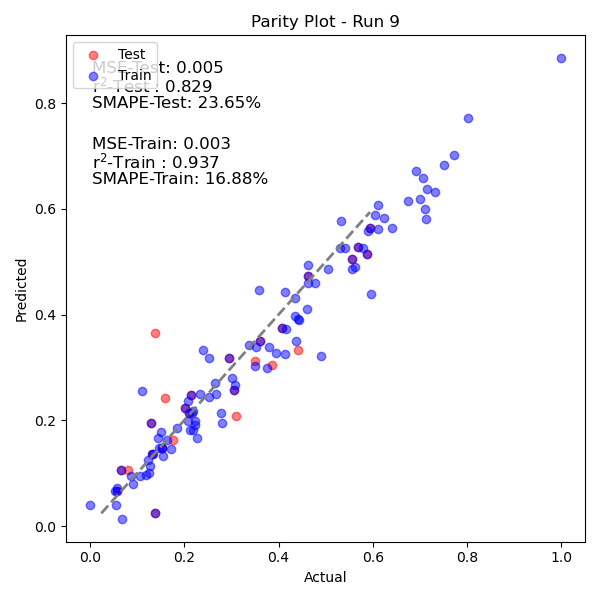 Parity Plot - Run 9
Test
Train
MSE-Test: 0.005
r²-Test : 0.829
SMAPE-Test: 23.65%
MSE-Train: 0.003
r²-Train : 0.937
SMAPE-Train: 16.88%
Predicted
0.8
0.6
0.4
0.2
0.0
0.0
0.2
0.4
0.6
0.8
1.0
Actual